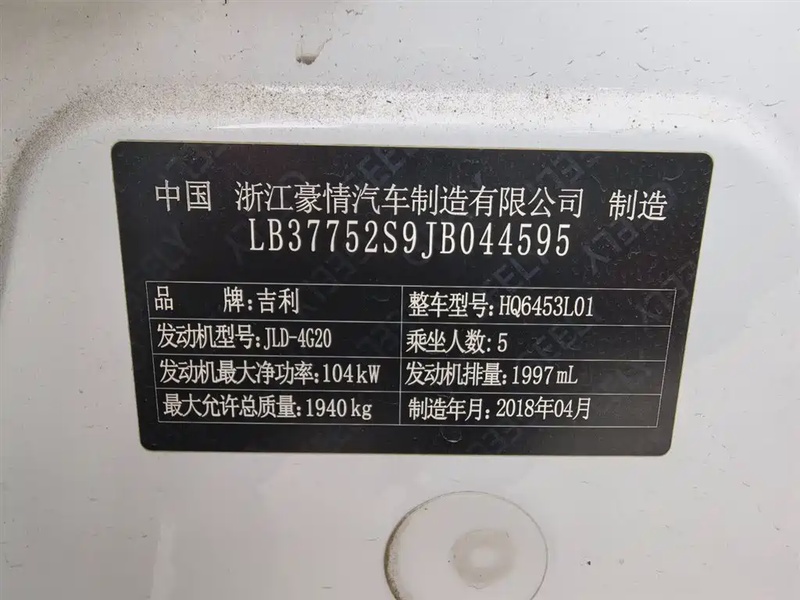 中国 浙江豪情汽车制造有限公司 制造
LB37752S9JB044595
品 牌:吉利 整车型号:HQ6453L01
发动机型号:JLD-4G20 乘坐人数:5
发动机最大净功率:104kW 发动机排量:1997mL
最大允许总质量:1940kg 制造年月:2018年04月